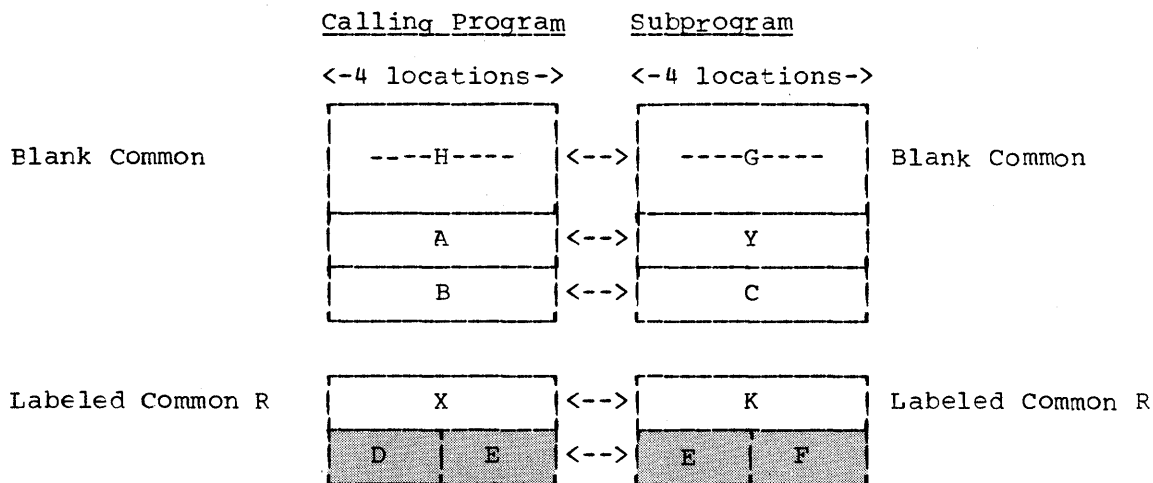 Calling Program Subprogram
<-4 locations-> <-4 locations->
Blank Common ----H---- <--> ----G---- Blank Common
A <--> Y
B <--> C
Labeled Common R X <--> K Labeled Common R
D E <--> E F